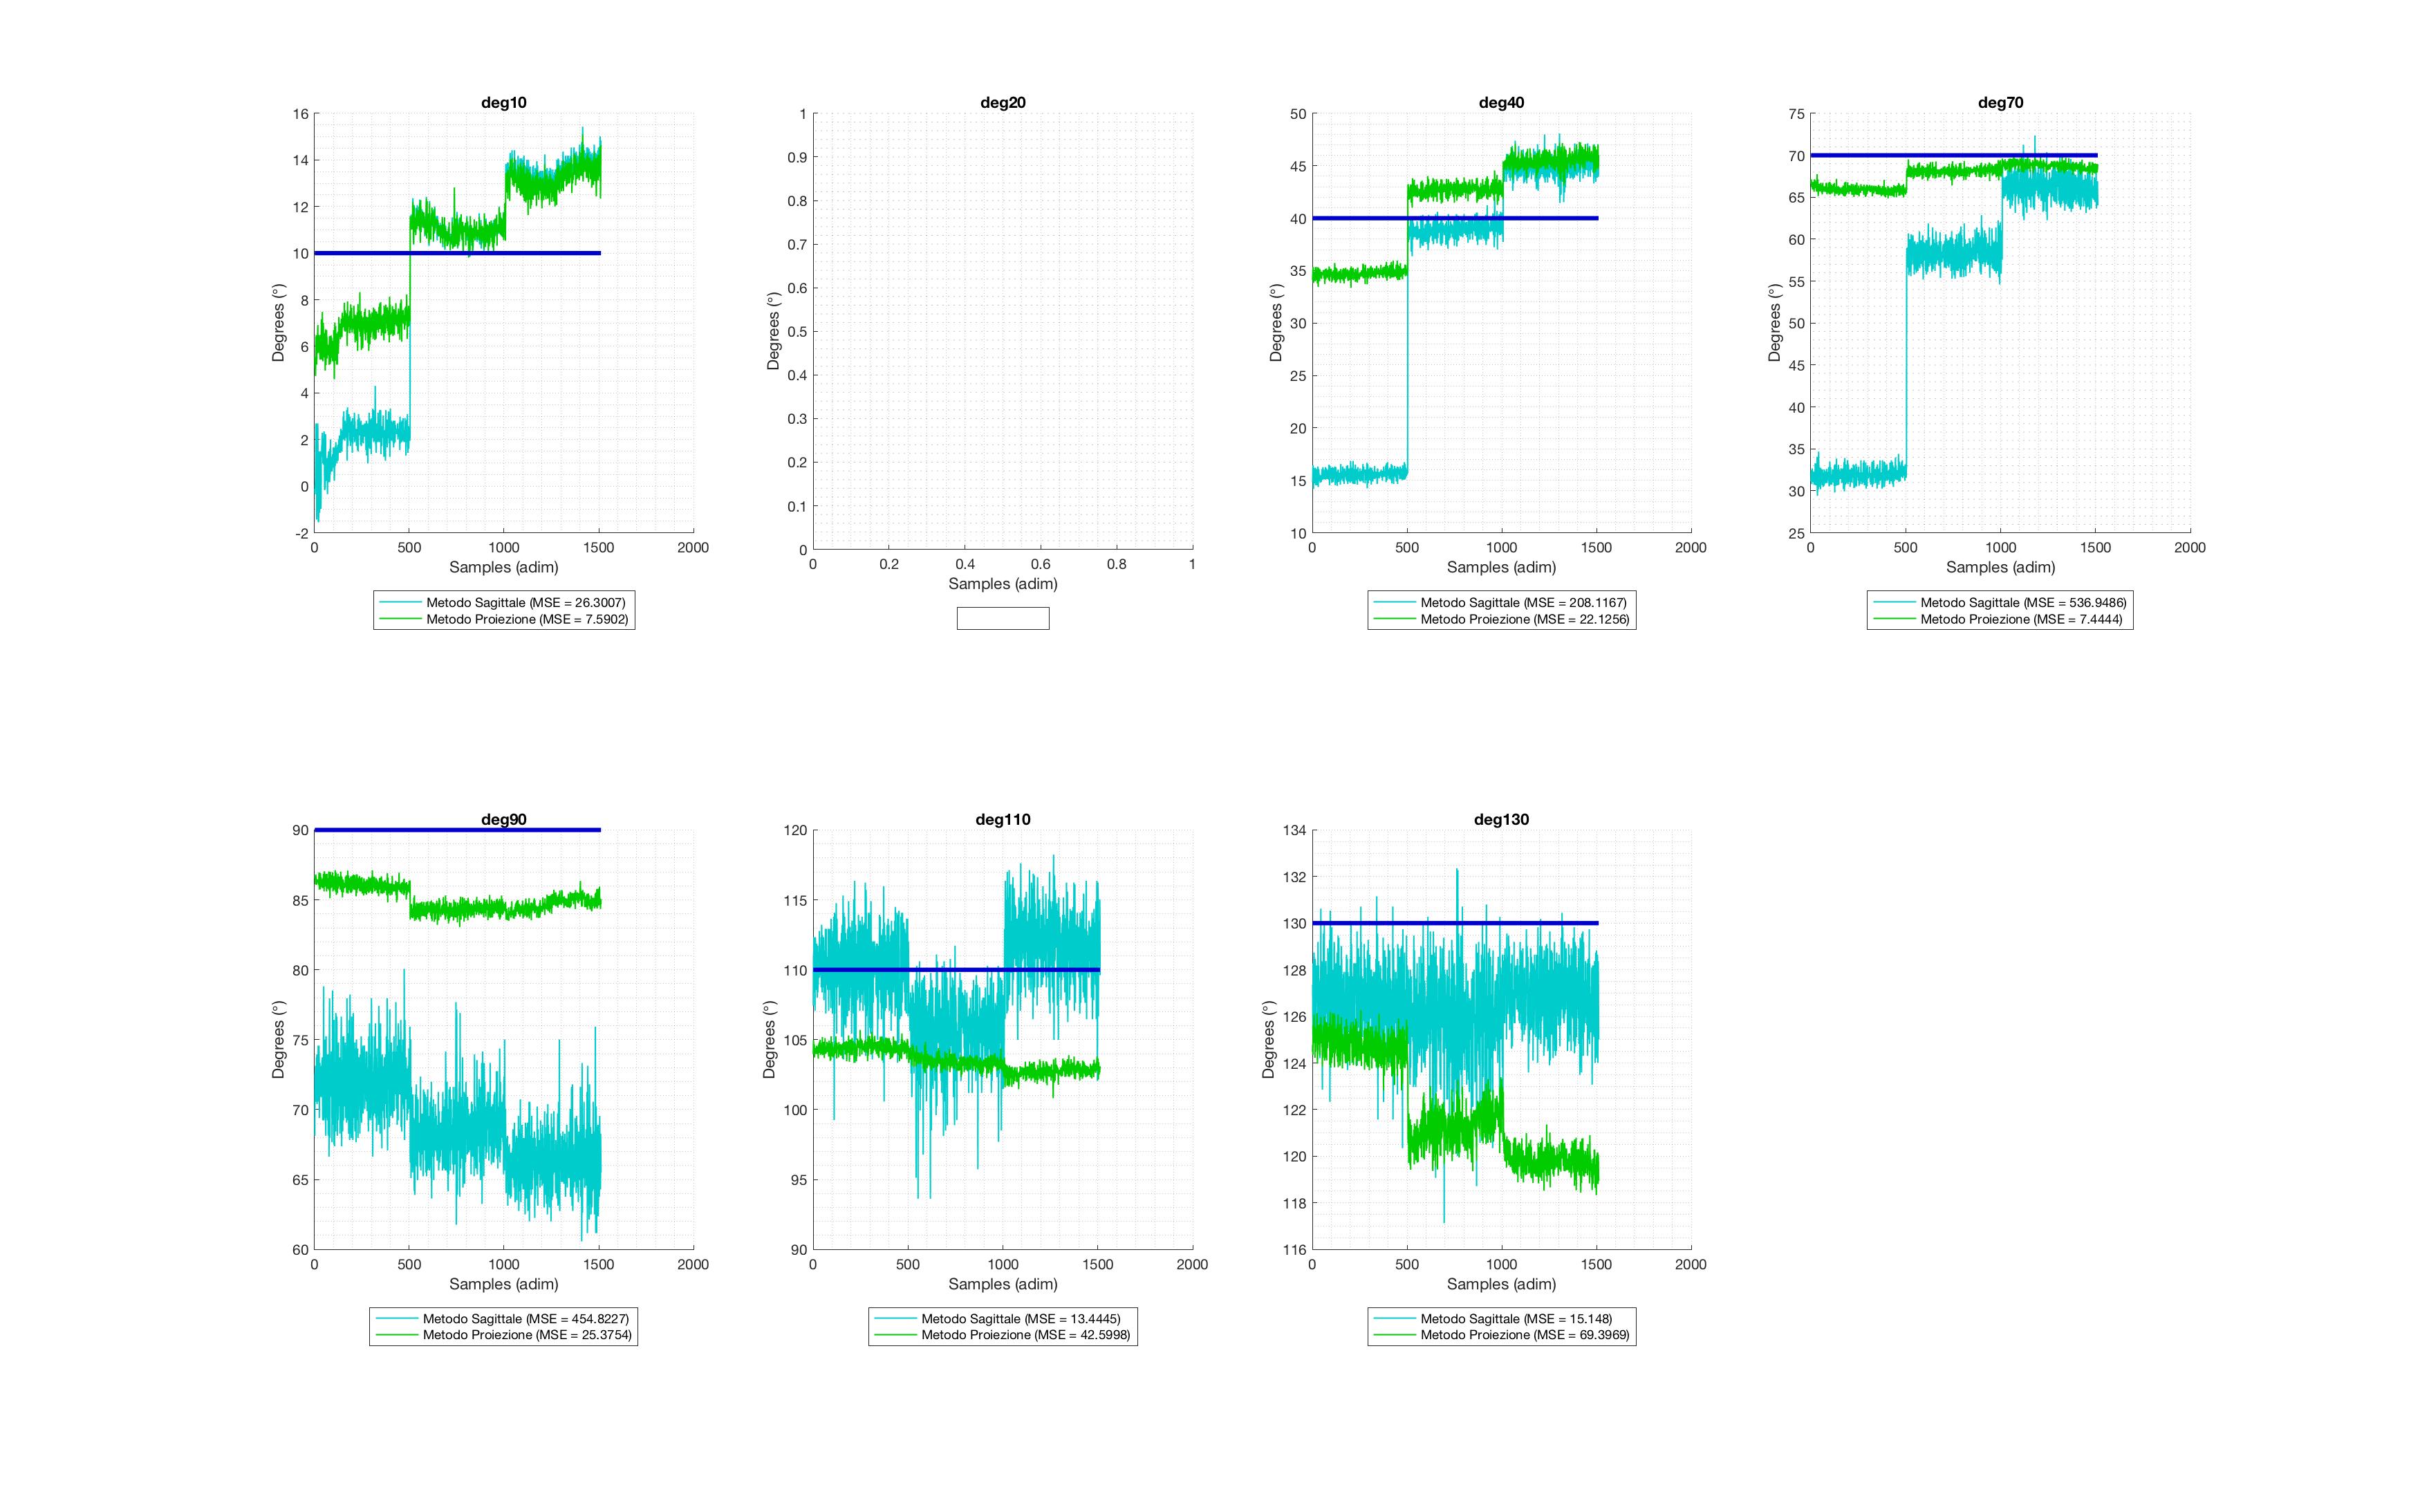 deg10
16
14
12
10
8
6
4
2
0
-2
Degrees (°)
0 500 1000 1500 2000
Samples (adim)
Metodo Sagittale (MSE = 26.3007)
Metodo Proiezione (MSE = 7.5902)
deg20
1
0.9
0.8
0.7
0.6
0.5
0.4
0.3
0.2
0.1
0
Degrees (°)
0 0.2 0.4 0.6 0.8 1
Samples (adim)
deg40
50
45
40
35
30
25
20
15
10
Degrees (°)
0 500 1000 1500 2000
Samples (adim)
Metodo Sagittale (MSE = 208.1167)
Metodo Proiezione (MSE = 22.1256)
deg70
75
70
65
60
55
50
45
40
35
30
25
Degrees (°)
0 500 1000 1500 2000
Samples (adim)
Metodo Sagittale (MSE = 536.9486)
Metodo Proiezione (MSE = 7.4444)
deg90
90
85
80
75
70
65
60
Degrees (°)
0 500 1000 1500 2000
Samples (adim)
Metodo Sagittale (MSE = 454.8227)
Metodo Proiezione (MSE = 25.3754)
deg110
120
115
110
105
100
95
90
Degrees (°)
0 500 1000 1500 2000
Samples (adim)
Metodo Sagittale (MSE = 13.4445)
Metodo Proiezione (MSE = 42.5998)
deg130
134
132
130
128
126
124
122
120
118
116
Degrees (°)
0 500 1000 1500 2000
Samples (adim)
Metodo Sagittale (MSE = 15.148)
Metodo Proiezione (MSE = 69.3969)